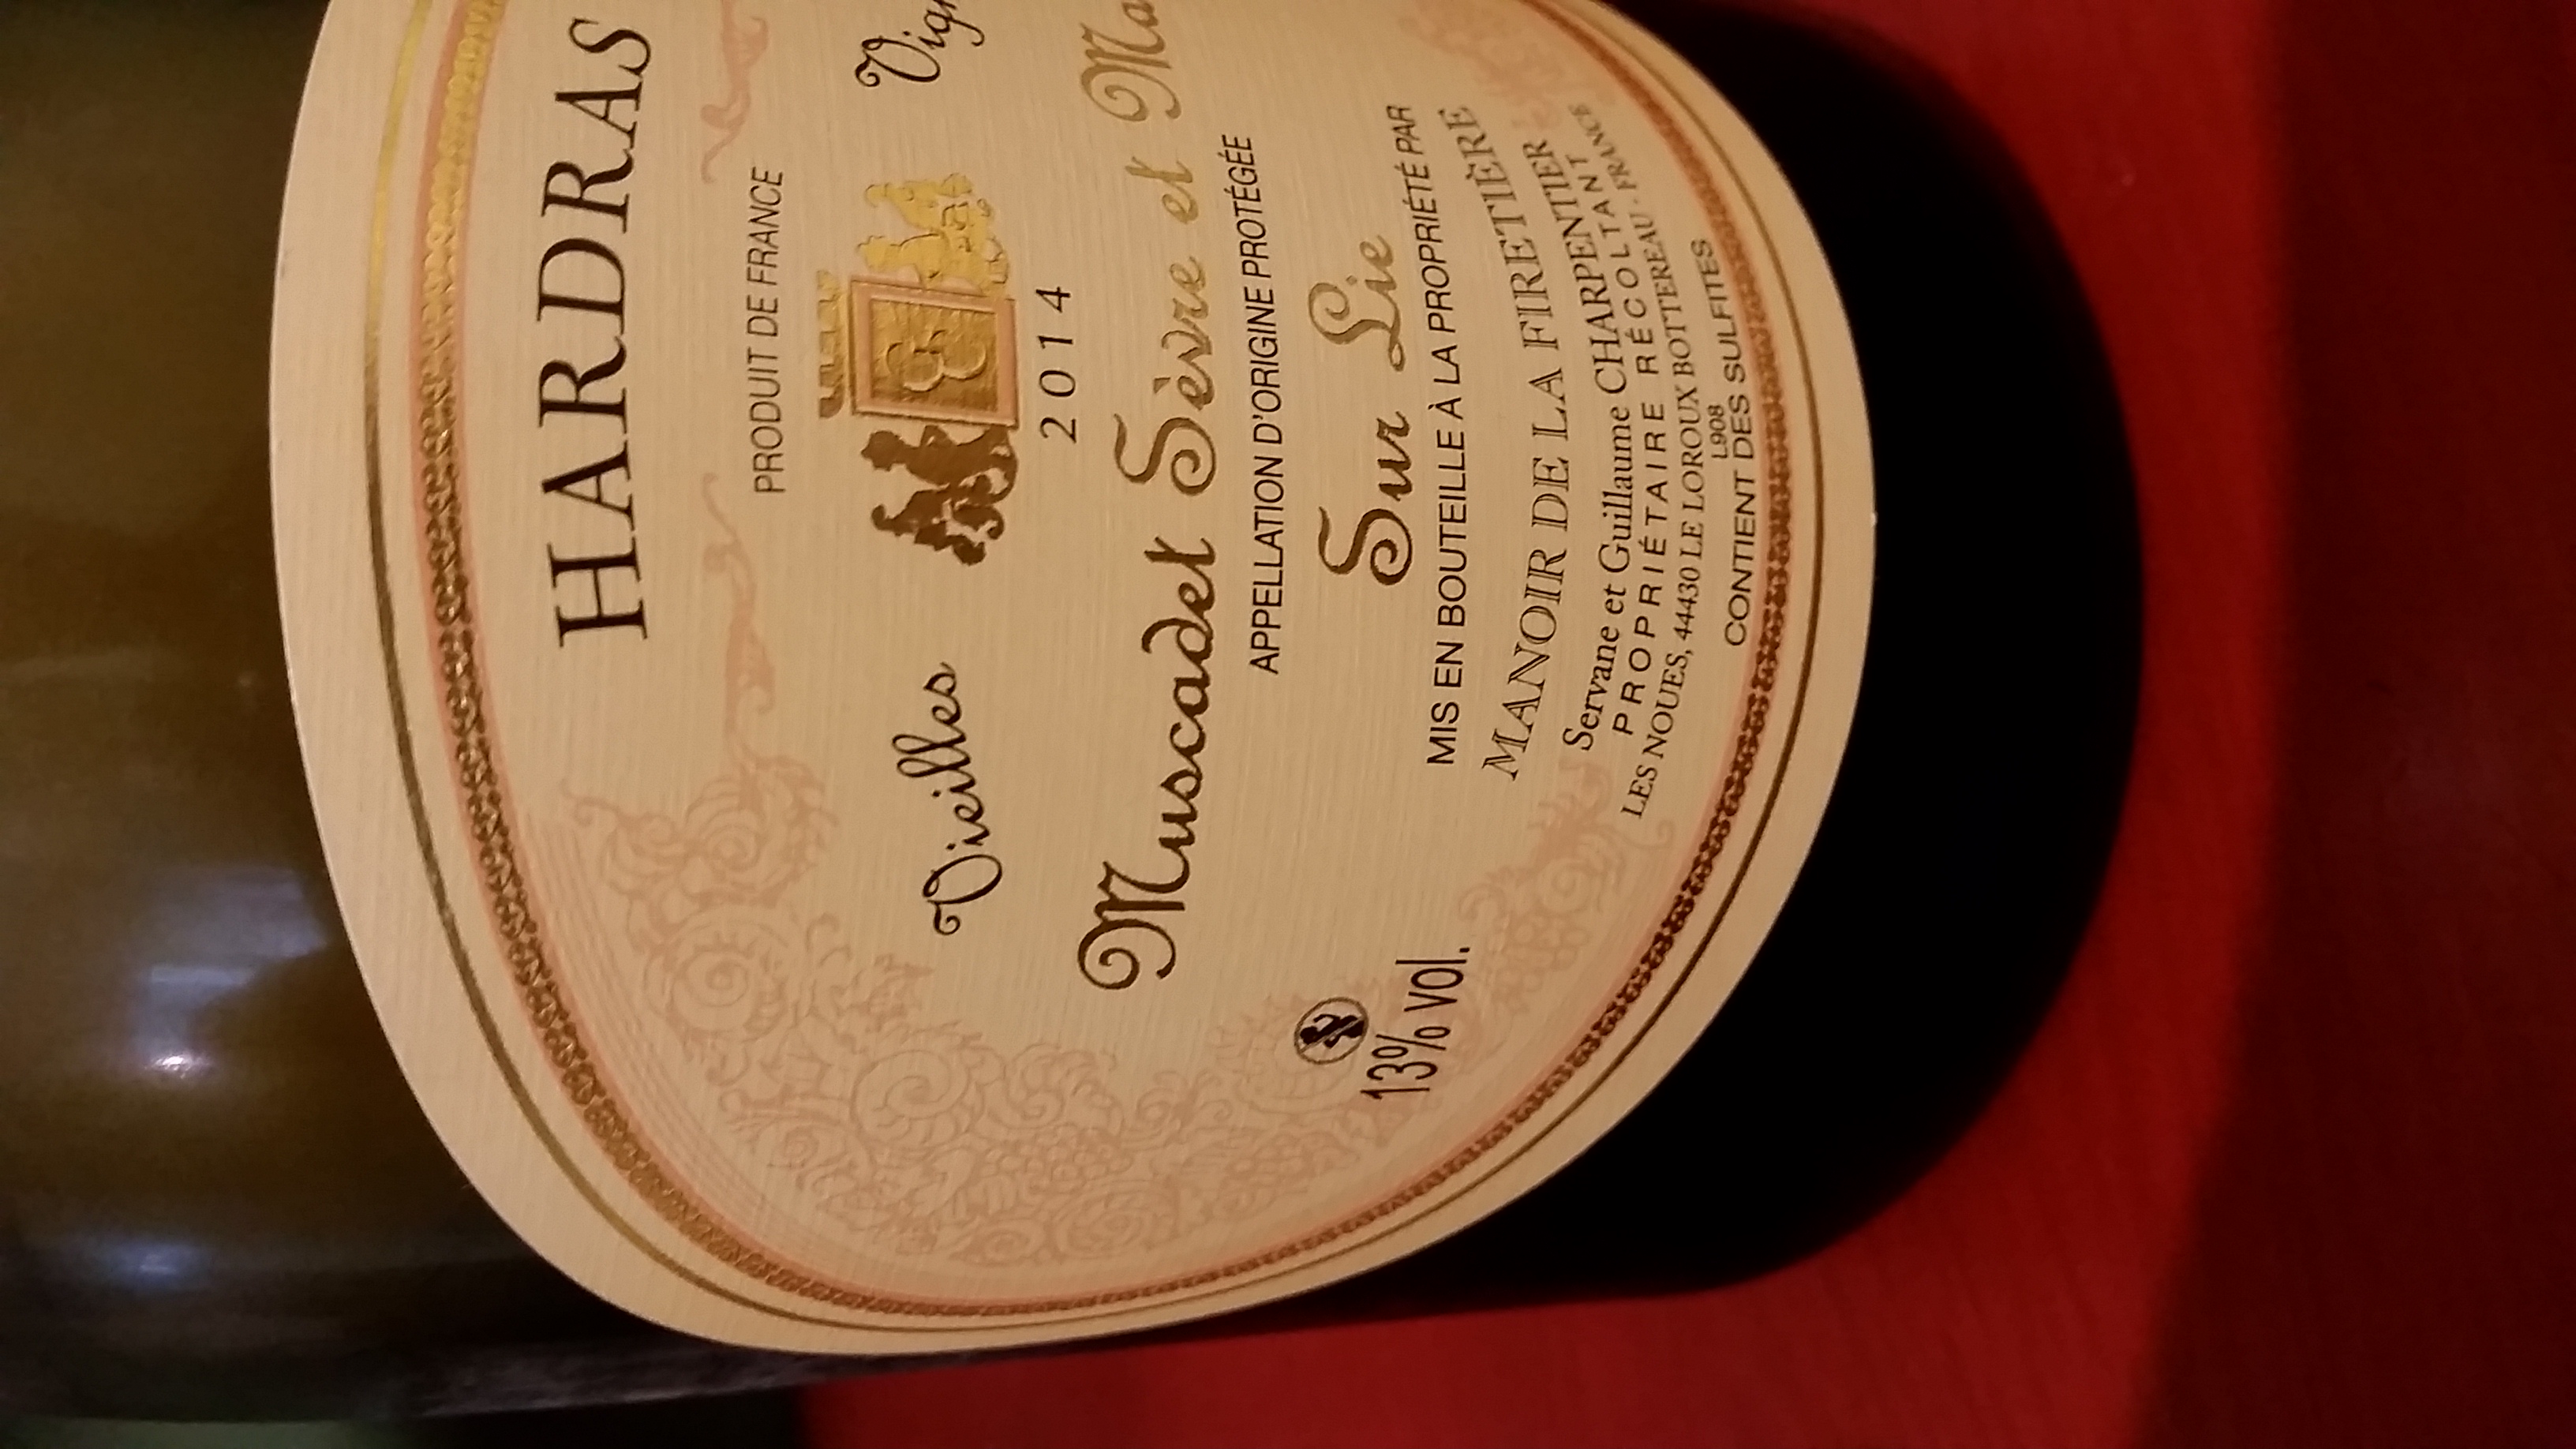 HARDRAS
PRODUIT DE FRANCE
Vieilles Vig
2014
Muscadet Sèvre et Ma
APPELLATION D'ORIGINE PROTÉGÉE
Sur Lie
13% vol.
MIS EN BOUTEILLE À LA PROPRIÉTÉ PAR
MANOIR DE LA FIRETIÈRE
Servane et Guillaume CHARPENTIER
PROPRIÉTAIRE RÉCOLTANT
LES NOUES, 44430 LE LOROUX BOTTEREAU - FRANCE
L908
CONTIENT DES SULFITES